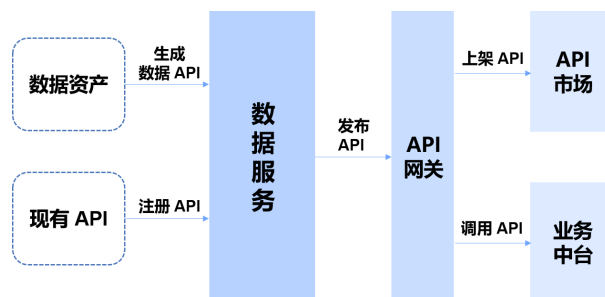 数据资产
生成
数据 API
现有 API
注册 API
数
据
服
务
发布
API
API
网关
上架 API
API
市场
调用 API
业务
中台